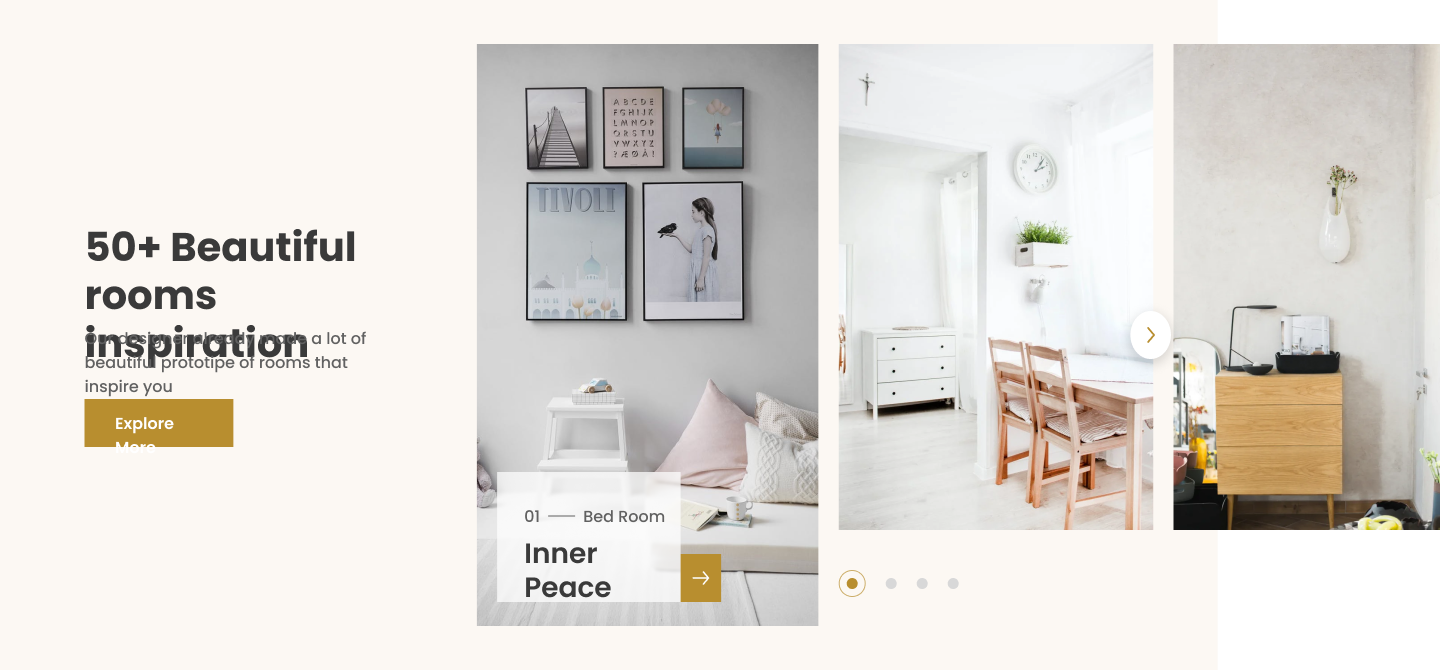 50+ Beautiful
rooms
inspiration
Our designer already made a lot of
beautiful prototipe of rooms that
inspire you
Explore
More
A B C D E
F G H I J K
L M N O P
Q R S T U
V W X Y Z
? Æ Ø Å !
TIVOLI
01 Bed Room
Inner
Peace